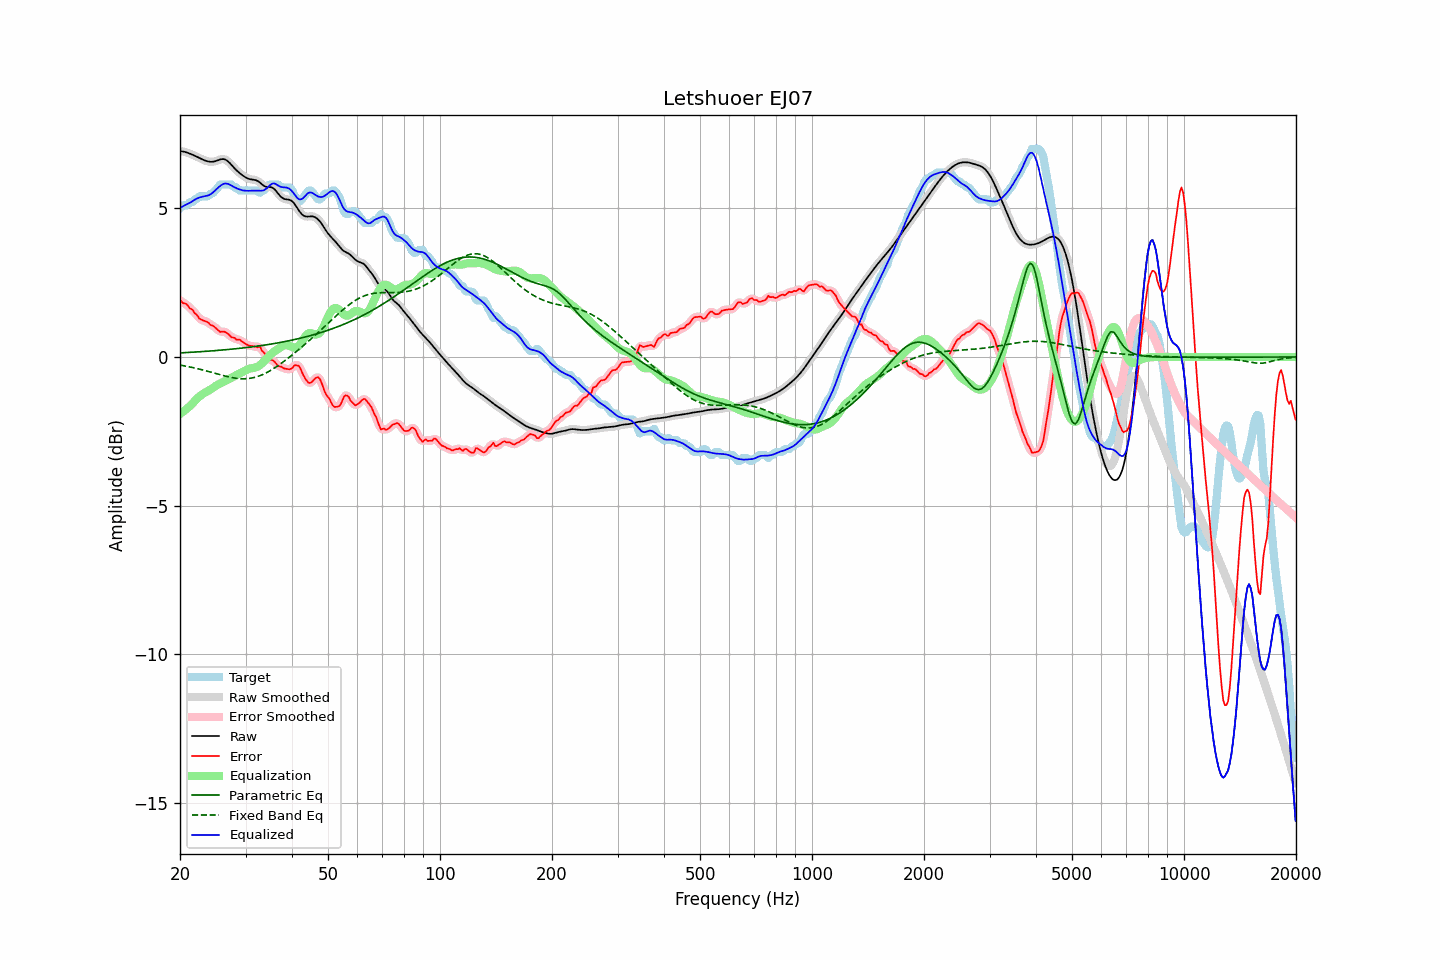 Letshuoer EJ07
Amplitude (dBr)
5
0
−5
−10
−15
Target
Raw Smoothed
Error Smoothed
Raw
Error
Equalization
Parametric Eq
Fixed Band Eq
Equalized
20 50 100 200 500 1000 2000 5000 10000 20000
Frequency (Hz)